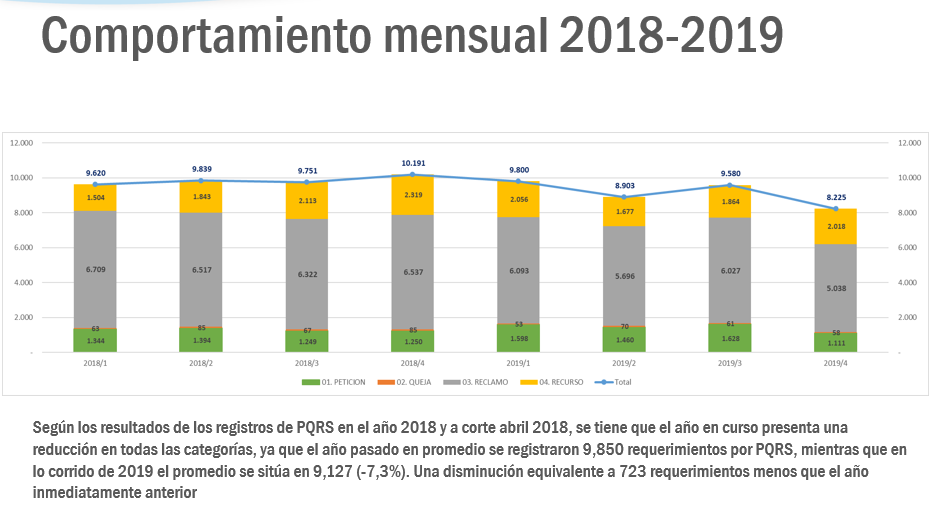 Comportamiento mensual 2018-2019
12.000
10.000
8.000
6.000
4.000
2.000
-
12.000
10.000
8.000
6.000
4.000
2.000
-
9.620 9.839 9.751 10.191 9.800 8.903 9.580 8.225
1.504 1.843 2.113 2.319 2.056 1.677 1.864 2.018
6.709 6.517 6.322 6.537 6.093 5.696 6.027 5.038
63 85 67 85 53 70 61 58
1.344 1.394 1.249 1.250 1.598 1.460 1.628 1.111
2018/1 2018/2 2018/3 2018/4 2019/1 2019/2 2019/3 2019/4
01. PETICION 02. QUEJA 03. RECLAMO 04. RECURSO Total
Según los resultados de los registros de PQRS en el año 2018 y a corte abril 2018, se tiene que el año en curso presenta una
reducción en todas las categorías, ya que el año pasado en promedio se registraron 9,850 requerimientos por PQRS, mientras que en
lo corrido de 2019 el promedio se sitúa en 9,127 (-7,3%). Una disminución equivalente a 723 requerimientos menos que el año
inmediatamente anterior